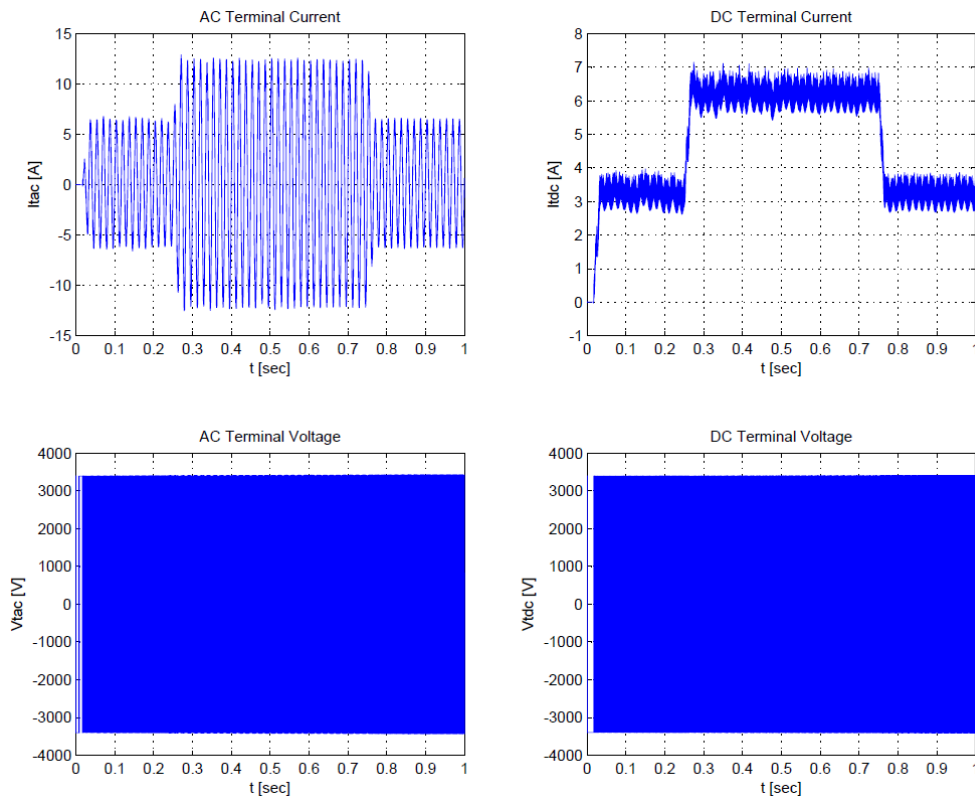 AC Terminal Current
15
10
5
0
-5
-10
-15
Itac [A]
0 0.1 0.2 0.3 0.4 0.5 0.6 0.7 0.8 0.9 1
t [sec]
DC Terminal Current
8
7
6
5
4
3
2
1
0
-1
Itdc [A]
0 0.1 0.2 0.3 0.4 0.5 0.6 0.7 0.8 0.9 1
t [sec]
AC Terminal Voltage
4000
3000
2000
1000
0
-1000
-2000
-3000
-4000
Vtac [V]
0 0.1 0.2 0.3 0.4 0.5 0.6 0.7 0.8 0.9 1
t [sec]
DC Terminal Voltage
4000
3000
2000
1000
0
-1000
-2000
-3000
-4000
Vtdc [V]
0 0.1 0.2 0.3 0.4 0.5 0.6 0.7 0.8 0.9 1
t [sec]